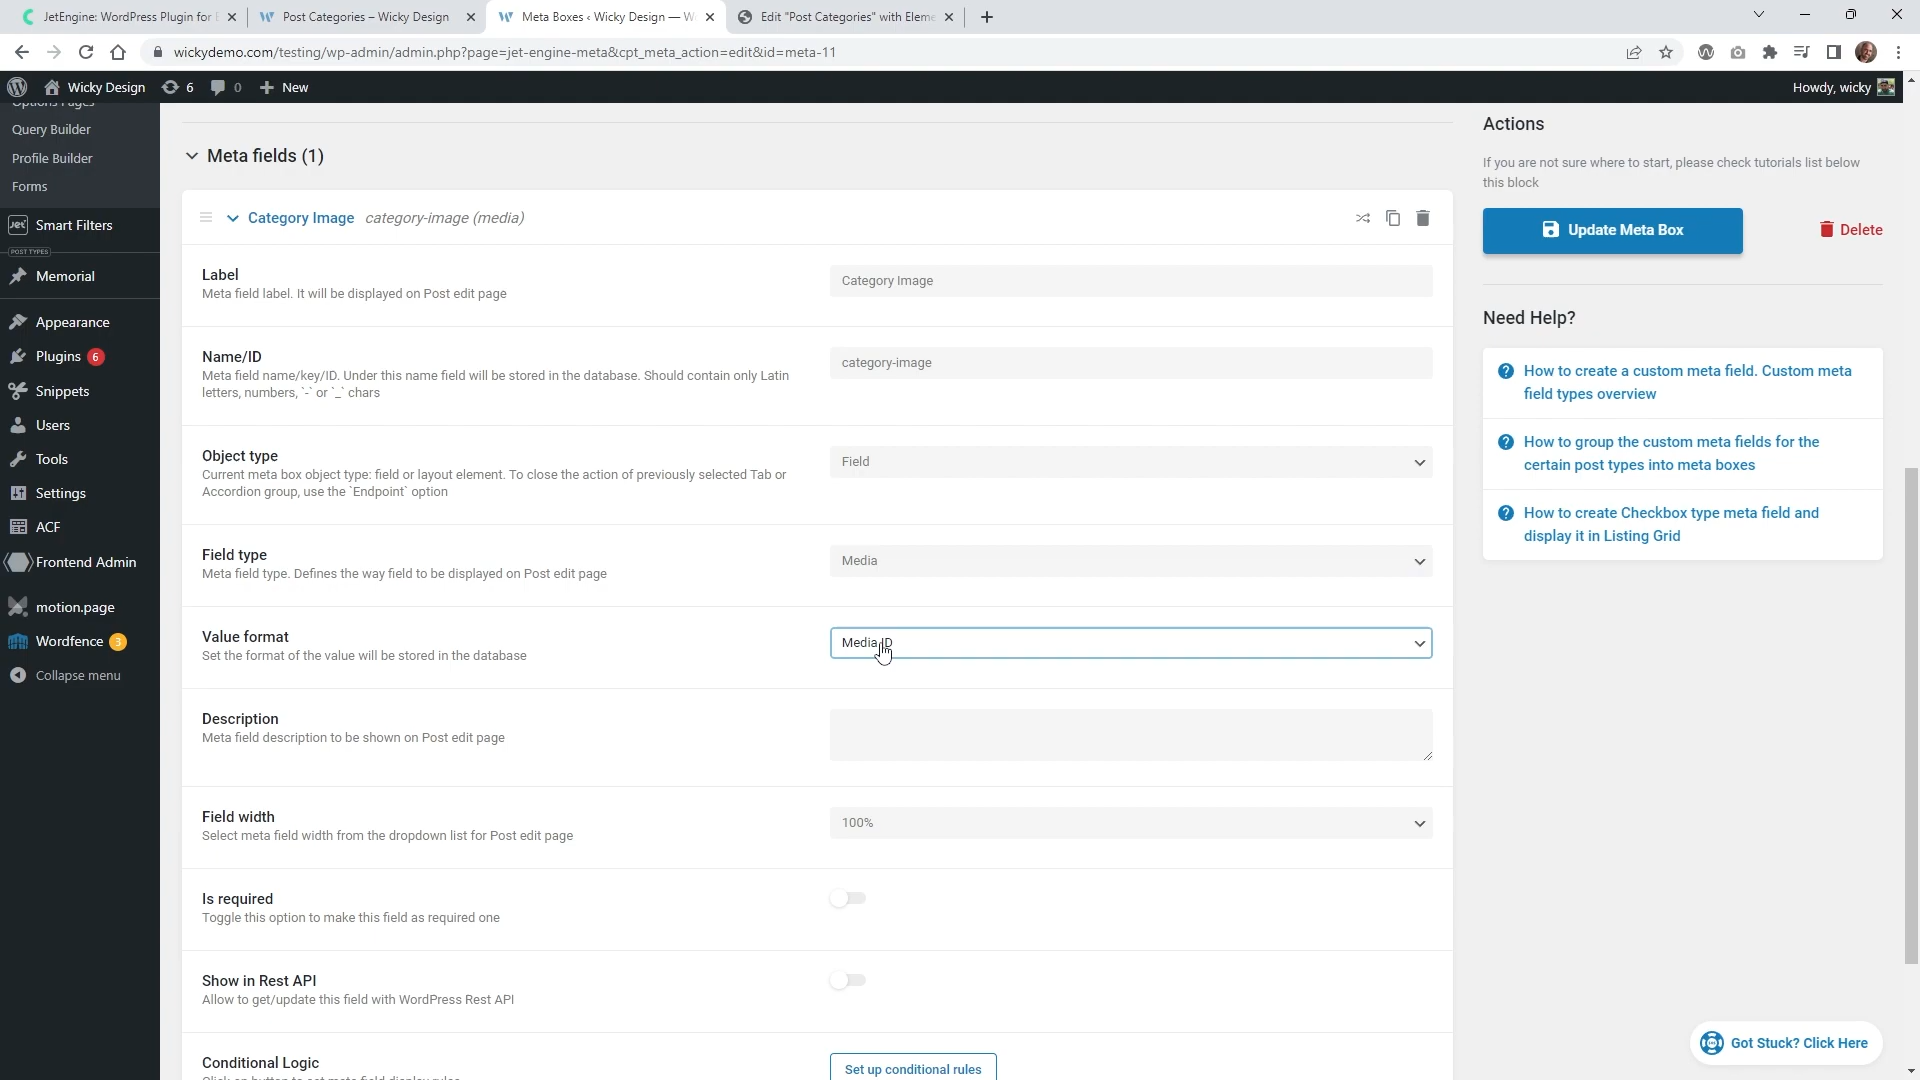 JetEngine: WordPress Plugin for E
Post Categories – Wicky Design
Meta Boxes ‹ Wicky Design — W
Edit "Post Categories" with Eleme
wickydemo.com/testing/wp-admin/admin.php?page=jet-engine-meta&cpt_meta_action=edit&id=meta-11
Wicky Design
6
0
New
Howdy, wicky
Options Pages
Query Builder
Profile Builder
Forms
Jet
Smart Filters
POST TYPES
Memorial
Appearance
Plugins 6
Snippets
Users
Tools
Settings
ACF
Frontend Admin
motion.page
Wordfence 3
Collapse menu
Meta fields (1)
Category Image category-image (media)
Label
Meta field label. It will be displayed on Post edit page
Category Image
Name/ID
Meta field name/key/ID. Under this name field will be stored in the database. Should contain only Latin
letters, numbers, `-` or `_` chars
category-image
Object type
Current meta box object type: field or layout element. To close the action of previously selected Tab or
Accordion group, use the `Endpoint` option
Field
Field type
Meta field type. Defines the way field to be displayed on Post edit page
Media
Value format
Set the format of the value will be stored in the database
Media ID
Description
Meta field description to be shown on Post edit page
Field width
Select meta field width from the dropdown list for Post edit page
100%
Is required
Toggle this option to make this field as required one
Show in Rest API
Allow to get/update this field with WordPress Rest API
Conditional Logic
Click on button to set meta field display rules
Set up conditional rules
Actions
If you are not sure where to start, please check tutorials list below
this block
Update Meta Box
Delete
Need Help?
How to create a custom meta field. Custom meta
field types overview
How to group the custom meta fields for the
certain post types into meta boxes
How to create Checkbox type meta field and
display it in Listing Grid
Got Stuck? Click Here